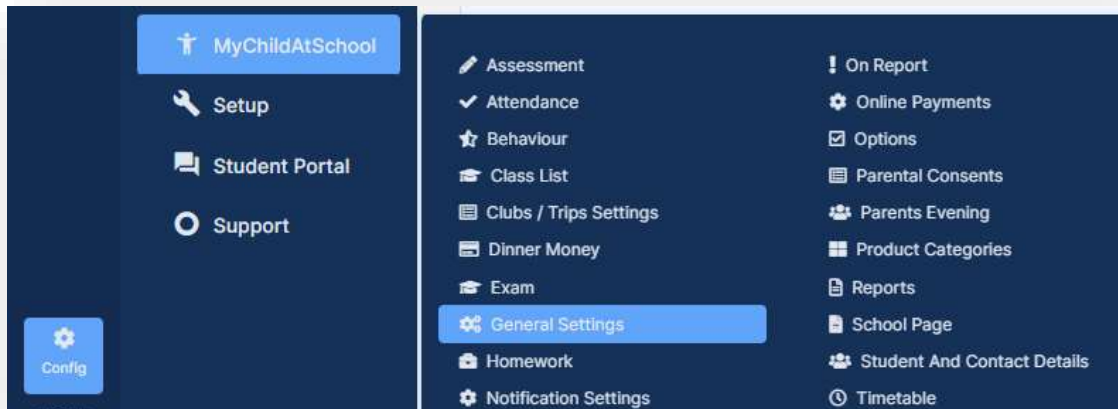 Config
MyChildAtSchool
Setup
Student Portal
Support
Assessment
Attendance
Behaviour
Class List
Clubs / Trips Settings
Dinner Money
Exam
General Settings
Homework
Notification Settings
On Report
Online Payments
Options
Parental Consents
Parents Evening
Product Categories
Reports
School Page
Student And Contact Details
Timetable